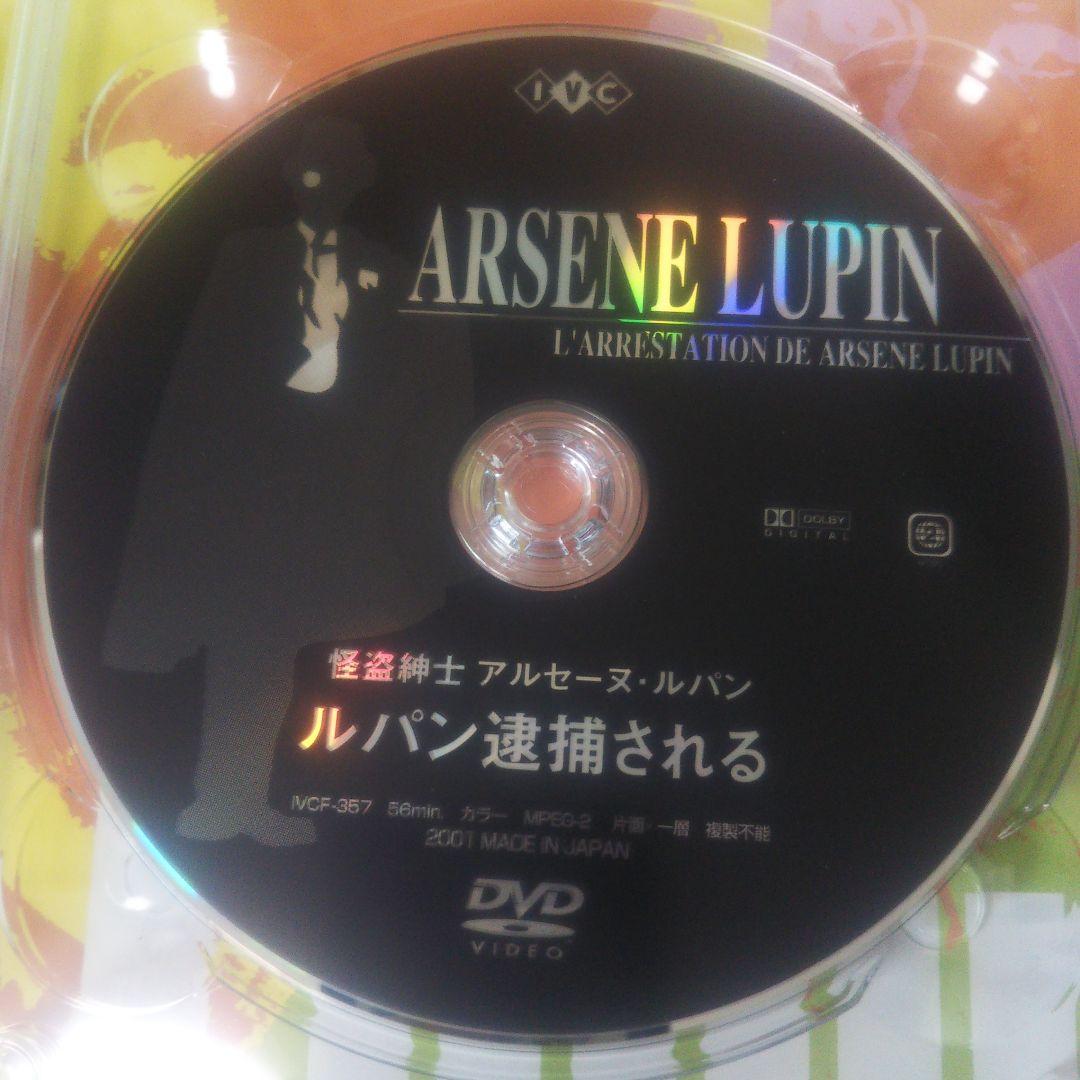 IVC
ARSENE LUPIN
L'ARRESTATION DE ARSENE LUPIN
DOLBY
DIGITAL
2
怪盗紳士 アルセーヌ・ルパン
ルパン逮捕される
IVCF-357 56min. カラー MPEG-2 片面・一層 複製不能
2001 MADE IN JAPAN
DVD
VIDEO